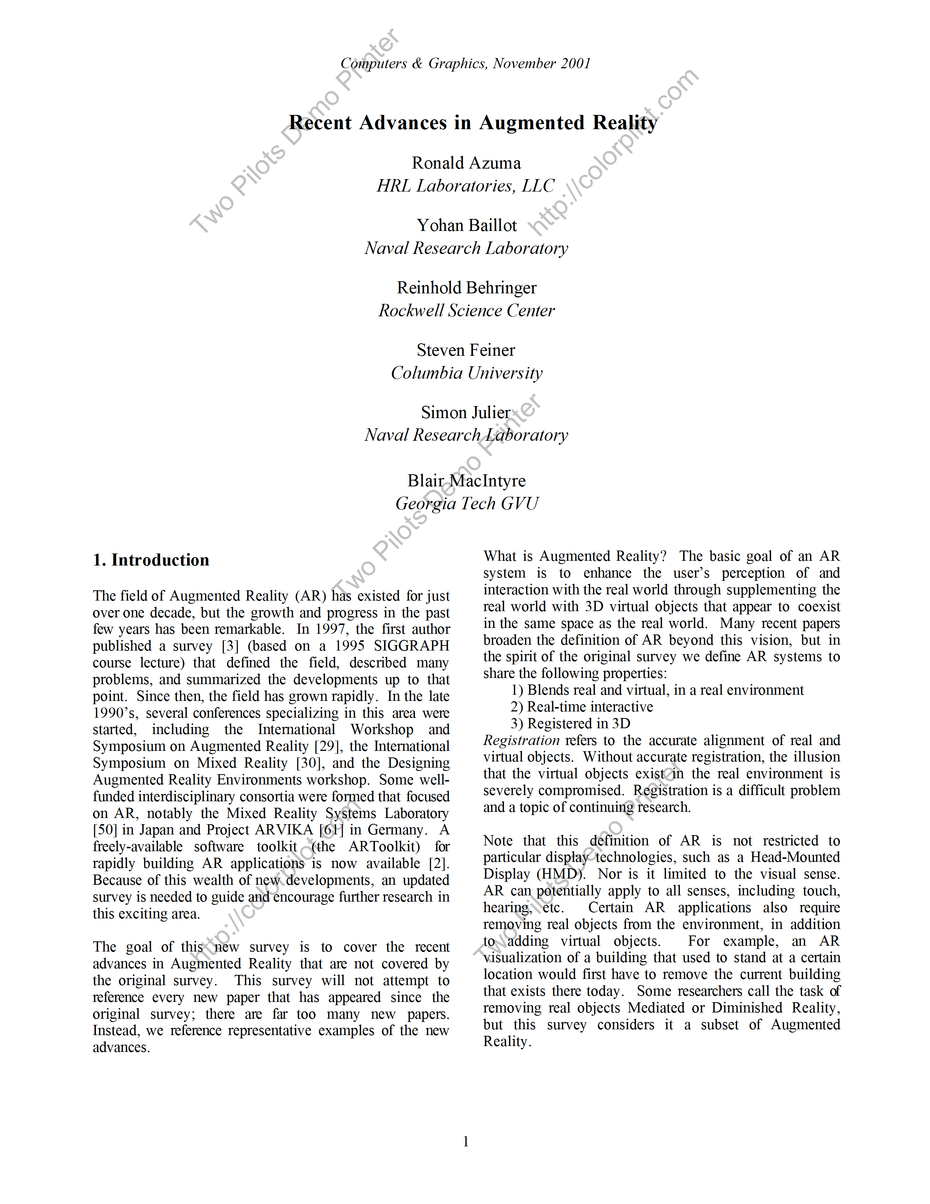 Computers & Graphics, November 2001
Recent Advances in Augmented Reality
Ronald Azuma
HRL Laboratories, LLC
Yohan Baillot
Naval Research Laboratory
Reinhold Behringer
Rockwell Science Center
Steven Feiner
Columbia University
Simon Julier
Naval Research Laboratory
Blair MacIntyre
Georgia Tech GVU
1. Introduction
The field of Augmented Reality (AR) has existed for just
over one decade, but the growth and progress in the past
few years has been remarkable. In 1997, the first author
published a survey [3] (based on a 1995 SIGGRAPH
course lecture) that defined the field, described many
problems, and summarized the developments up to that
point. Since then, the field has grown rapidly. In the late
1990's, several conferences specializing in this area were
started, including the International Workshop and
Symposium on Augmented Reality [29], the International
Symposium on Mixed Reality [30], and the Designing
Augmented Reality Environments workshop. Some well-
funded interdisciplinary consortia were formed that focused
on AR, notably the Mixed Reality Systems Laboratory
[50] in Japan and Project ARVIKA [61] in Germany. A
freely-available software toolkit (the ARToolkit) for
rapidly building AR applications is now available [2].
Because of this wealth of new developments, an updated
survey is needed to guide and encourage further research in
this exciting area.
The goal of this new survey is to cover the recent
advances in Augmented Reality that are not covered by
the original survey. This survey will not attempt to
reference every new paper that has appeared since the
original survey; there are far too many new papers.
Instead, we reference representative examples of the new
advances.
What is Augmented Reality? The basic goal of an AR
system is to enhance the user's perception of and
interaction with the real world through supplementing the
real world with 3D virtual objects that appear to coexist
in the same space as the real world. Many recent papers
broaden the definition of AR beyond this vision, but in
the spirit of the original survey we define AR systems to
share the following properties:
1) Blends real and virtual, in a real environment
2) Real-time interactive
3) Registered in 3D
Registration refers to the accurate alignment of real and
virtual objects. Without accurate registration, the illusion
that the virtual objects exist in the real environment is
severely compromised. Registration is a difficult problem
and a topic of continuing research.
Note that this definition of AR is not restricted to
particular display technologies, such as a Head-Mounted
Display (HMD). Nor is it limited to the visual sense.
AR can potentially apply to all senses, including touch,
hearing, etc. Certain AR applications also require
removing real objects from the environment, in addition
to adding virtual objects. For example, an AR
visualization of a building that used to stand at a certain
location would first have to remove the current building
that exists there today. Some researchers call the task of
removing real objects Mediated or Diminished Reality,
but this survey considers it a subset of Augmented
Reality.
1
Two Pilots Demo Printer
http://colorpilot.com
Two Pilots Demo Printer
http://colorpilot.com
Two Pilots Demo Printer